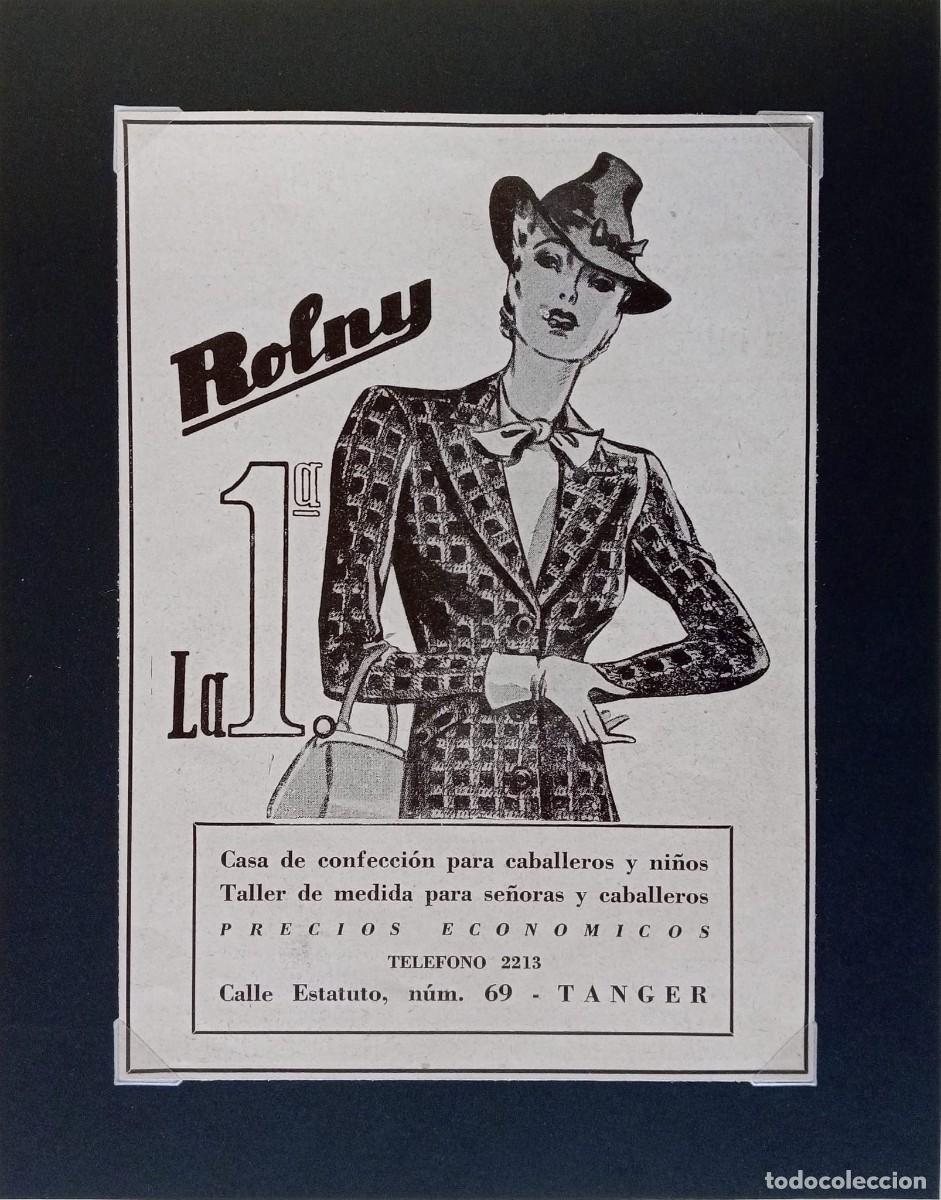 Rolny
La 1ª.
Casa de confección para caballeros y niños
Taller de medida para señoras y caballeros
PRECIOS ECONOMICOS
TELEFONO 2213
Calle Estatuto, núm. 69 - TANGER
todocoleccion